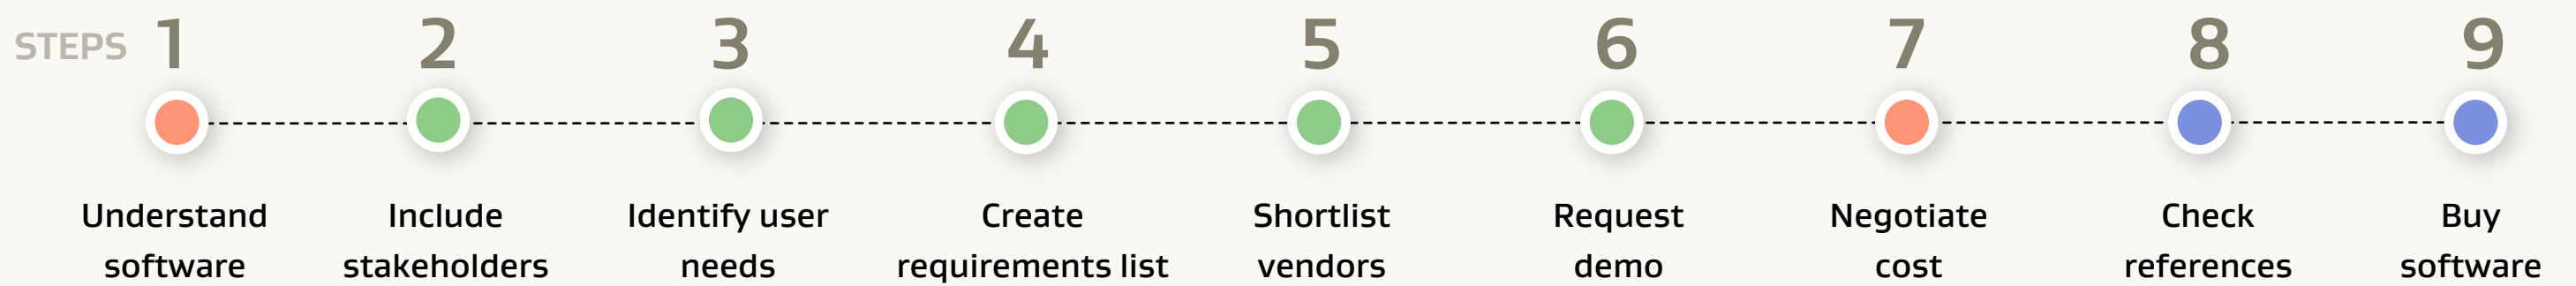 STEPS 1 2 3 4 5 6 7 8 9
Understand software
Include stakeholders
Identify user needs
Create requirements list
Shortlist vendors
Request demo
Negotiate cost
Check references
Buy software